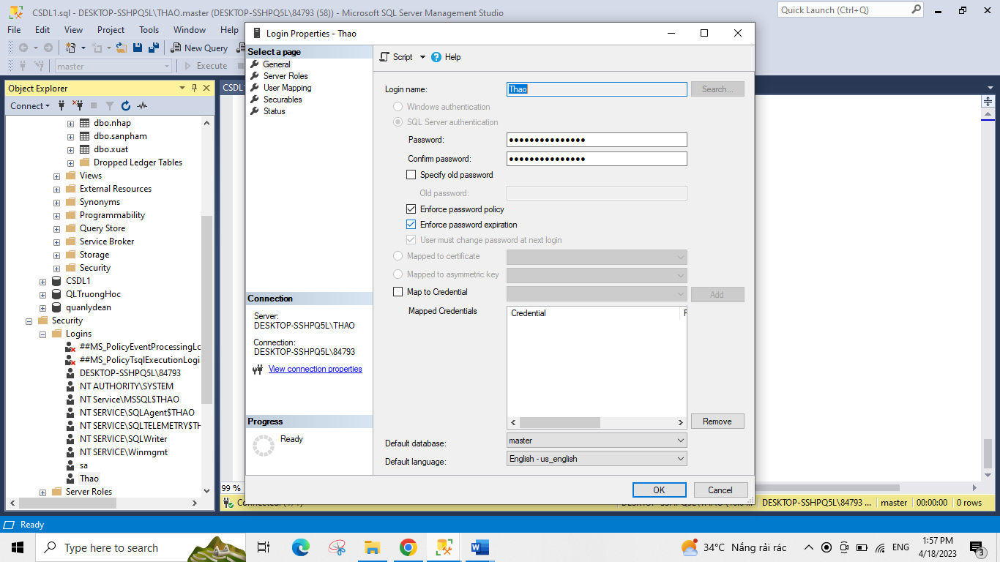 CSDL1.sql - DESKTOP-SSHPQ5L\THAO.master (DESKTOP-SSHPQ5L\84793 (58)) - Microsoft SQL Server Management Studio
Quick Launch (Ctrl+Q)
File Edit View Project Tools Window Help
New Query
master
Execute
Object Explorer
Connect
dbo.nhap
dbo.sanpham
dbo.xuat
Dropped Ledger Tables
Views
External Resources
Synonyms
Programmability
Query Store
Service Broker
Storage
Security
CSDL1
QLTruongHoc
quanlydean
Security
Logins
##MS_PolicyEventProcessingLo
##MS_PolicyTsqlExecutionLogi
DESKTOP-SSHPQ5L\84793
NT AUTHORITY\SYSTEM
NT Service\MSSQL$THAO
NT SERVICE\SQLAgent$THAO
NT SERVICE\SQLTELEMETRY$TH
NT SERVICE\SQLWriter
NT SERVICE\Winmgmt
sa
Thao
Server Roles
CSDL1
99 %
Login Properties - Thao
Select a page
General
Server Roles
User Mapping
Securables
Status
Connection
Server:
DESKTOP-SSHPQ5L\THAO
Connection:
DESKTOP-SSHPQ5L\84793
View connection properties
Progress
Ready
Script Help
Login name: Thao Search...
Windows authentication
SQL Server authentication
Password: ●●●●●●●●●●●●●●●
Confirm password: ●●●●●●●●●●●●●●●
Specify old password
Old password:
Enforce password policy
Enforce password expiration
User must change password at next login
Mapped to certificate
Mapped to asymmetric key
Map to Credential Add
Mapped Credentials Credential
Remove
Default database: master
Default language: English - us_english
OK Cancel
DESKTOP-SSHPQ5L\84793 ... master 00:00:00 0 rows
Ready
Type here to search
34°C Nắng rải rác
ENG
1:57 PM
4/18/2023
3